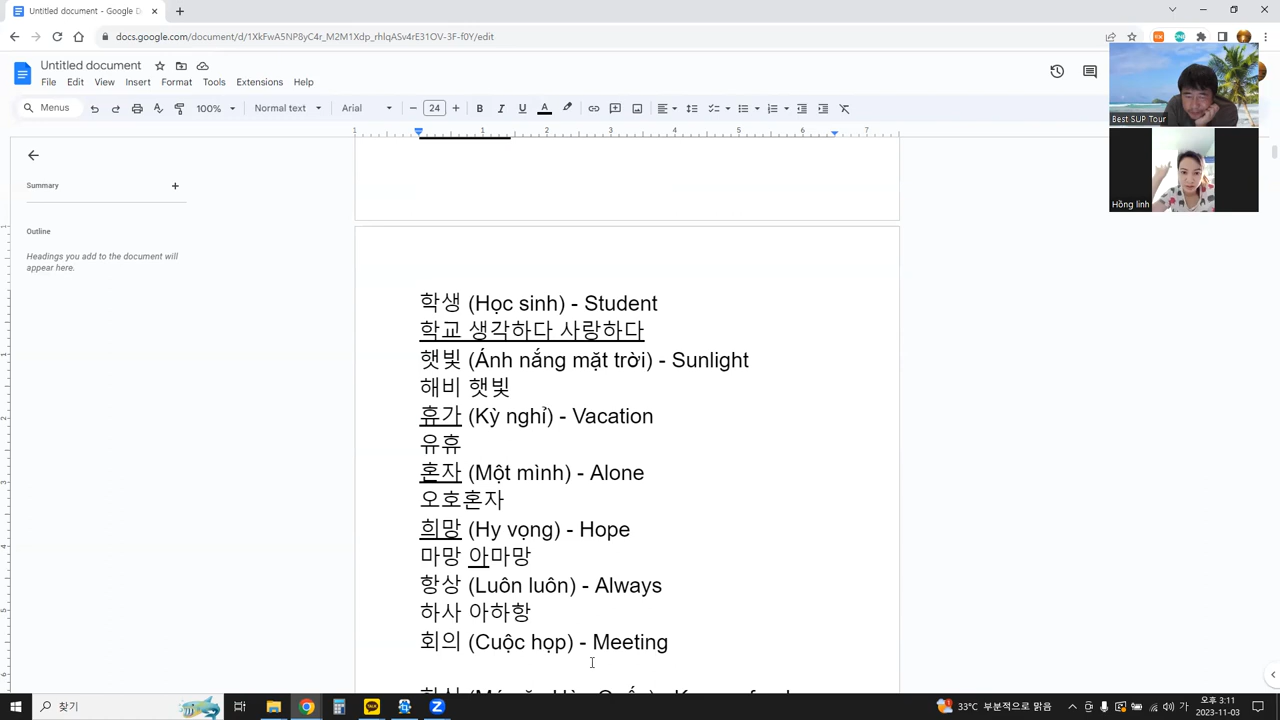 Untitled document - Google D
docs.google.com/document/d/1XkFwA5NP8yC4r_M2M1Xdp_rhlqASv4rE31OV-3F-f0Y/edit
Untitled document
File Edit View Insert Format Tools Extensions Help
Menus 100% Normal text Arial 24
Best SUP Tour
Hồng linh
Summary
Outline
Headings you add to the document will
appear here.
학생 (Học sinh) - Student
학교 생각하다 사랑하다
햇빛 (Ánh nắng mặt trời) - Sunlight
해비 햇빛
휴가 (Kỳ nghỉ) - Vacation
유휴
혼자 (Một mình) - Alone
오호혼자
희망 (Hy vọng) - Hope
마망 아마망
항상 (Luôn luôn) - Always
하사 아하항
회의 (Cuộc họp) - Meeting
찾기
33°C 부분적으로 맑음
가
오후 3:11
2023-11-03